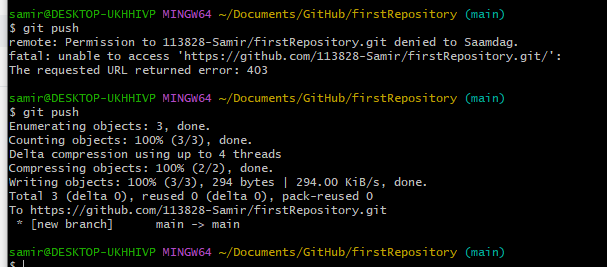 samir@DESKTOP-UKHHIVP MINGW64 ~/Documents/GitHub/firstRepository (main)
$ git push
remote: Permission to 113828-Samir/firstRepository.git denied to Saamdag.
fatal: unable to access 'https://github.com/113828-Samir/firstRepository.git/':
The requested URL returned error: 403
samir@DESKTOP-UKHHIVP MINGW64 ~/Documents/GitHub/firstRepository (main)
$ git push
Enumerating objects: 3, done.
Counting objects: 100% (3/3), done.
Delta compression using up to 4 threads
Compressing objects: 100% (2/2), done.
Writing objects: 100% (3/3), 294 bytes | 294.00 KiB/s, done.
Total 3 (delta 0), reused 0 (delta 0), pack-reused 0
To https://github.com/113828-Samir/firstRepository.git
 * [new branch]      main -> main
samir@DESKTOP-UKHHIVP MINGW64 ~/Documents/GitHub/firstRepository (main)
$